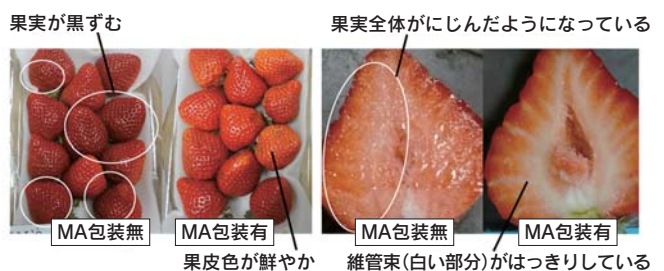 果実が黒ずむ
果実全体がにじんだようになっている
MA包装無
MA包装有
MA包装無
MA包装有
果皮色が鮮やか
維管束(白い部分)がはっきりしている